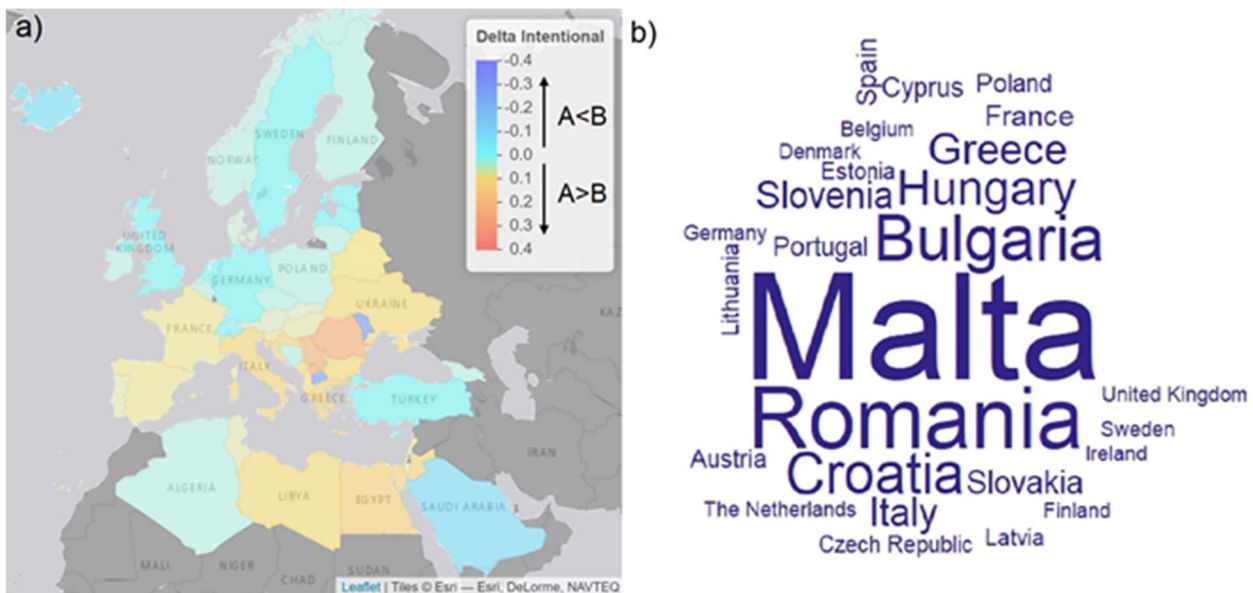 a)
Delta Intentional
-0.4
-0.3
-0.2
-0.1
0.0
0.1
0.2
0.3
0.4
A<B
A>B
SWEDEN
FINLAND
NORWAY
UNITED
KINGDOM
POLAND
GERMANY
UKRAINE
FRANCE
ITALY
GREECE
TURKEY
KAZ
IRAN
ALGERIA
LIBYA
EGYPT
SAUDI ARABIA
MALI
NIGER
CHAD
SUDAN
Leaflet | Tiles © Esri — Esri, DeLorme, NAVTEQ
b)
Spain
Cyprus
Poland
France
Belgium
Greece
Denmark
Estonia
Slovenia
Hungary
Germany
Portugal
Bulgaria
Lithuania
Malta
Romania
United Kingdom
Sweden
Ireland
Austria
Croatia
Slovakia
The Netherlands
Italy
Finland
Czech Republic
Latvia